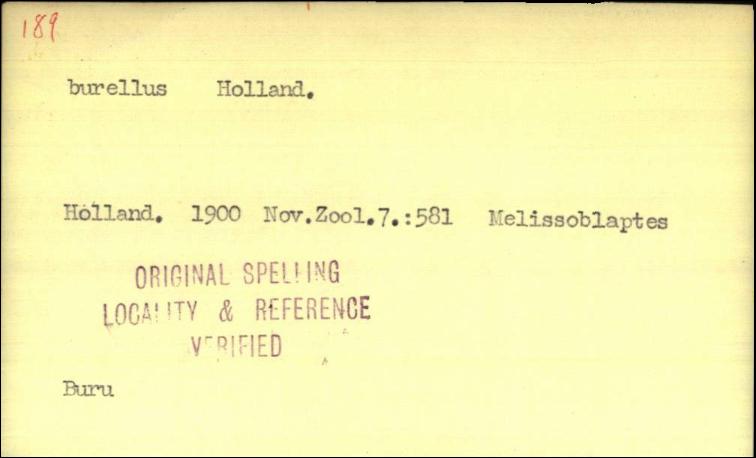 189
burellus Holland.
Holland. 1900 Nov.Zool.7.:581 Melissoblaptes
ORIGINAL SPELLING
LOCALITY & REFERENCE
VERIFIED
Buru